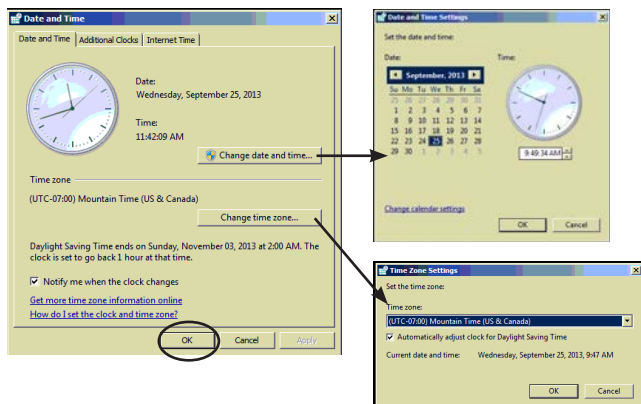 Date and Time
Date and Time Additional Clocks Internet Time
Date:
Wednesday, September 25, 2013
Time:
11:42:09 AM
Change date and time...
Time zone
(UTC-07:00) Mountain Time (US & Canada)
Change time zone...
Daylight Saving Time ends on Sunday, November 03, 2013 at 2:00 AM. The
clock is set to go back 1 hour at that time.
Notify me when the clock changes
Get more time zone information online
How do I set the clock and time zone?
OK Cancel Apply
Date and Time Settings
Set the date and time:
Date: Time:
September, 2013
Su Mo Tu We Th Fr Sa
25 26 27 28 29 30 31
1 2 3 4 5 6 7
8 9 10 11 12 13 14
15 16 17 18 19 20 21
22 23 24 25 26 27 28
29 30 1 2 3 4 5
9:49:34 AM
Change calendar settings
OK Cancel
Time Zone Settings
Set the time zone:
Time zone:
(UTC-07:00) Mountain Time (US & Canada)
Automatically adjust clock for Daylight Saving Time
Current date and time: Wednesday, September 25, 2013, 9:47 AM
OK Cancel